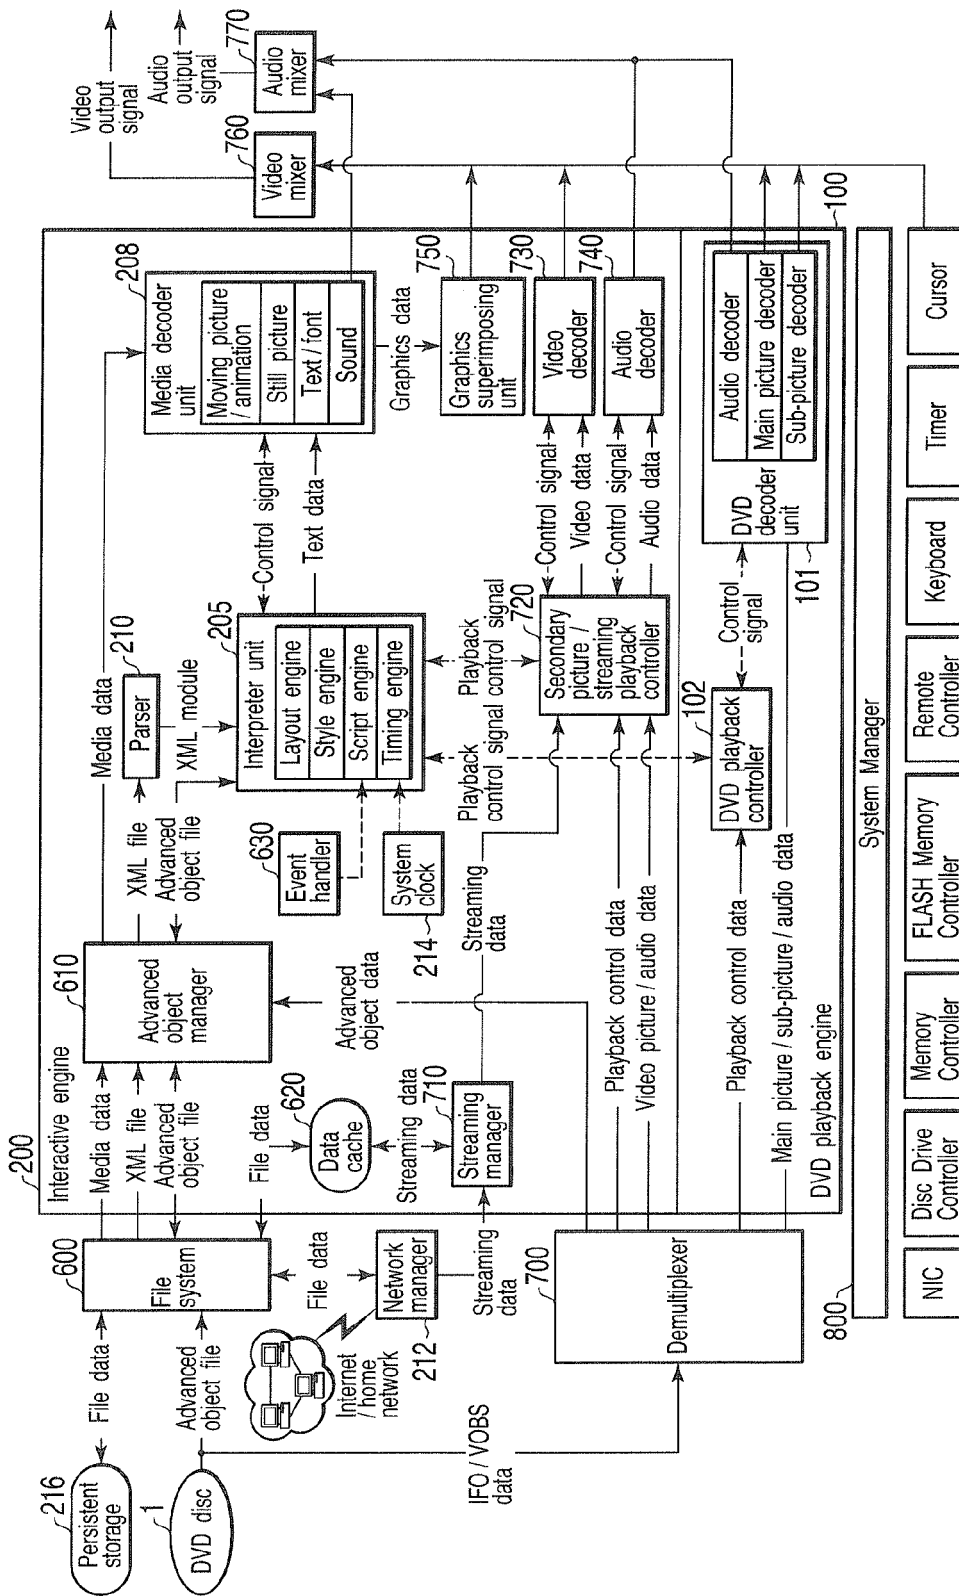 216
Persistent
storage
1
DVD disc
File data
Advanced
object file
IFO / VOBS
data
Internet
/ home
network
600
File
system
File data
Network
manager
212
Streaming
data
700
Demultiplexer
200
Interactive engine
Media data
XML file
Advanced
object file
File data
620
Data
cache
Streaming data
710
Streaming
manager
610
Advanced
object
manager
Advanced
object data
Streaming
data
Media data
XML file
Advanced
object file
210
Parser
XML module
630
Event
handler
System
clock
214
205
Interpreter unit
Layout engine
Style engine
Script engine
Timing engine
Control signal
Text data
Playback
control signal
Playback
control signal
208
Media decoder
unit
Moving picture
/ animation
Still picture
Text / font
Sound
Graphics data
750
Graphics
superimposing
unit
730
Video
decoder
740
Audio
decoder
720
Secondary
picture /
streaming
playback
controller
Control signal
Video data
Control signal
Audio data
Playback control data
Video picture / audio data
Playback control data
Main picture / sub-picture / audio data
DVD playback engine
100
102
DVD playback
controller
Control
signal
101
DVD
decoder
unit
Audio decoder
Main picture decoder
Sub-picture decoder
760
Video
mixer
770
Audio
mixer
Video
output
signal
Audio
output
signal
800
System Manager
NIC
Disc Drive
Controller
Memory
Controller
FLASH Memory
Controller
Remote
Controller
Keyboard
Timer
Cursor